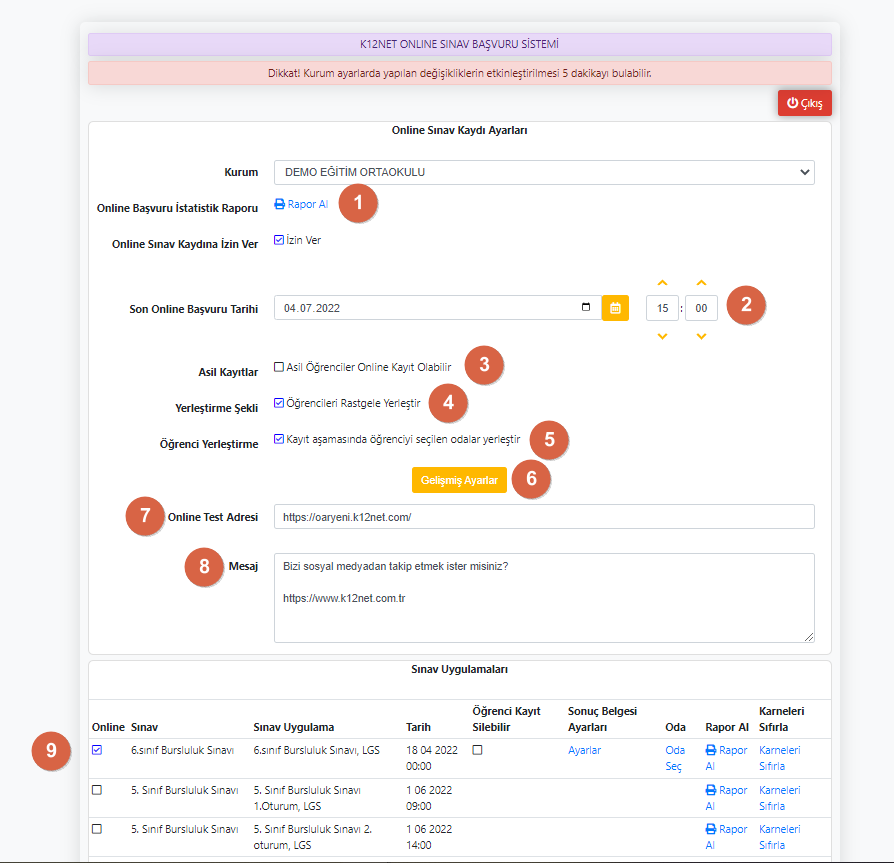 K12NET ONLINE SINAV BAŞVURU SİSTEMİ
Dikkat! Kurum ayarlarda yapılan değişikliklerin etkinleştirilmesi 5 dakikayı bulabilir.
Çıkış
Online Sınav Kaydı Ayarları
Kurum DEMO EĞİTİM ORTAOKULU
Online Başvuru İstatistik Raporu Rapor Al 1
Online Sınav Kaydına İzin Ver İzin Ver
Son Online Başvuru Tarihi 04.07.2022 15 : 00 2
Asil Kayıtlar Asil Öğrenciler Online Kayıt Olabilir 3
Yerleştirme Şekli Öğrencileri Rastgele Yerleştir 4
Öğrenci Yerleştirme Kayıt aşamasında öğrenciyi seçilen odalar yerleştir 5
Gelişmiş Ayarlar 6
7 Online Test Adresi https://oaryeni.k12net.com/
8 Mesaj Bizi sosyal medyadan takip etmek ister misiniz?
https://www.k12net.com.tr
Sınav Uygulamaları
Öğrenci Kayıt Sonuç Belgesi Karneleri
Online Sınav Sınav Uygulama Tarih Silebilir Ayarları Oda Rapor Al Sıfırla
9 6.sınıf Bursluluk Sınavı 6.sınıf Bursluluk Sınavı, LGS 18 04 2022 Ayarlar Oda Rapor Karneleri
00:00 Seç Al Sıfırla
5. Sınıf Bursluluk Sınavı 5. Sınıf Bursluluk Sınavı 1 06 2022 Rapor Karneleri
1.Oturum, LGS 09:00 Al Sıfırla
5. Sınıf Bursluluk Sınavı 5. Sınıf Bursluluk Sınavı 2. 1 06 2022 Rapor Karneleri
oturum, LGS 14:00 Al Sıfırla